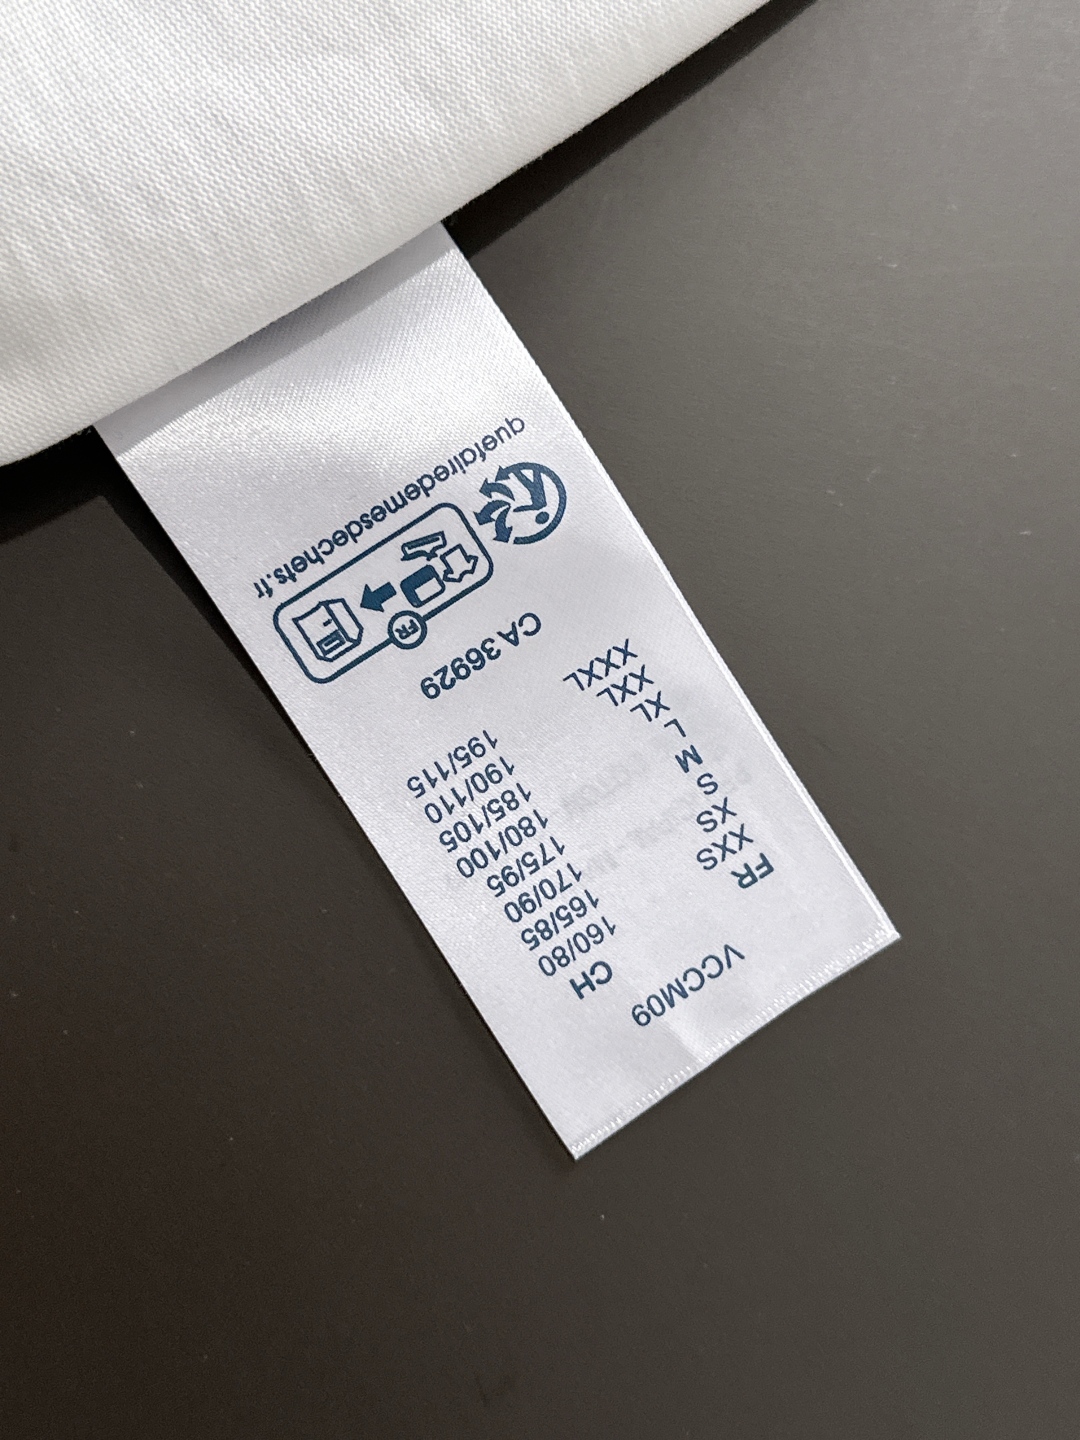 VCCM09
FR CH
XXS 160/80
XS 165/85
S 170/90
M 175/95
L 180/100
XL 185/105
XXL 190/110
XXXL 195/115
CA 36929
FR
quefairedemesdechets.fr